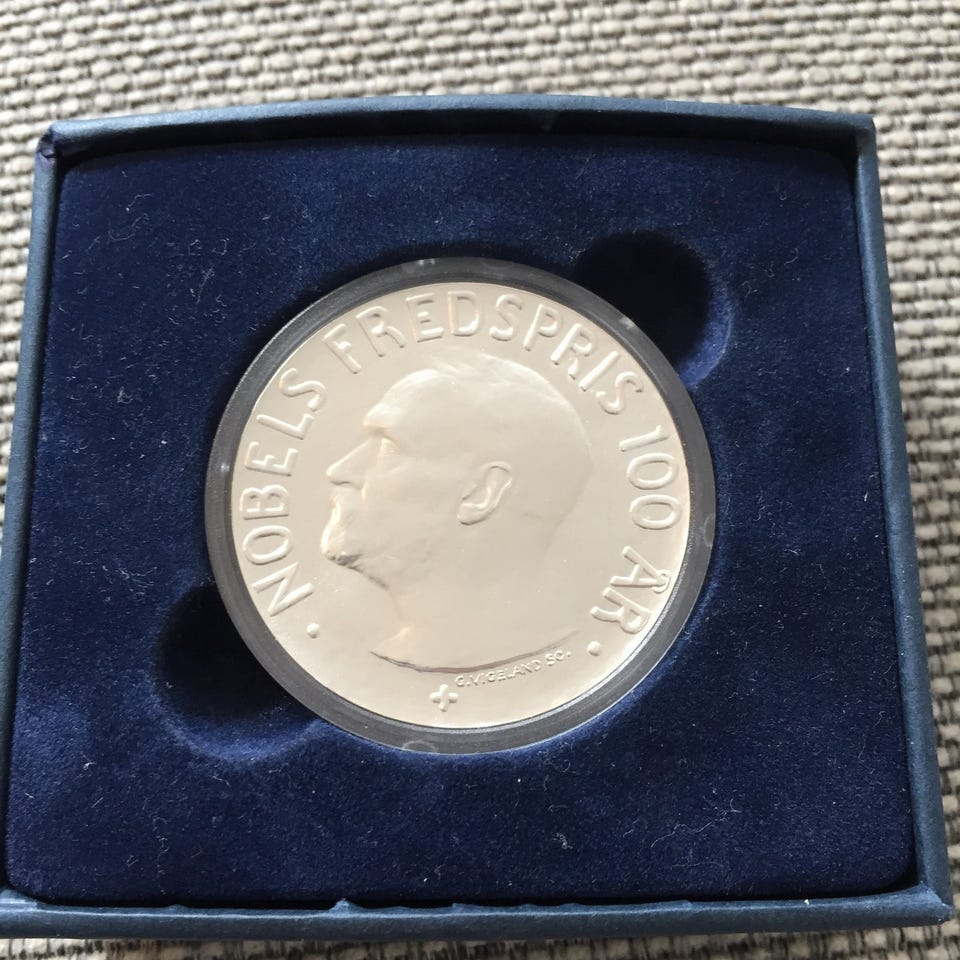 · NOBELS FREDSPRIS 100 ÅR ·
G.VIGELAND SC.